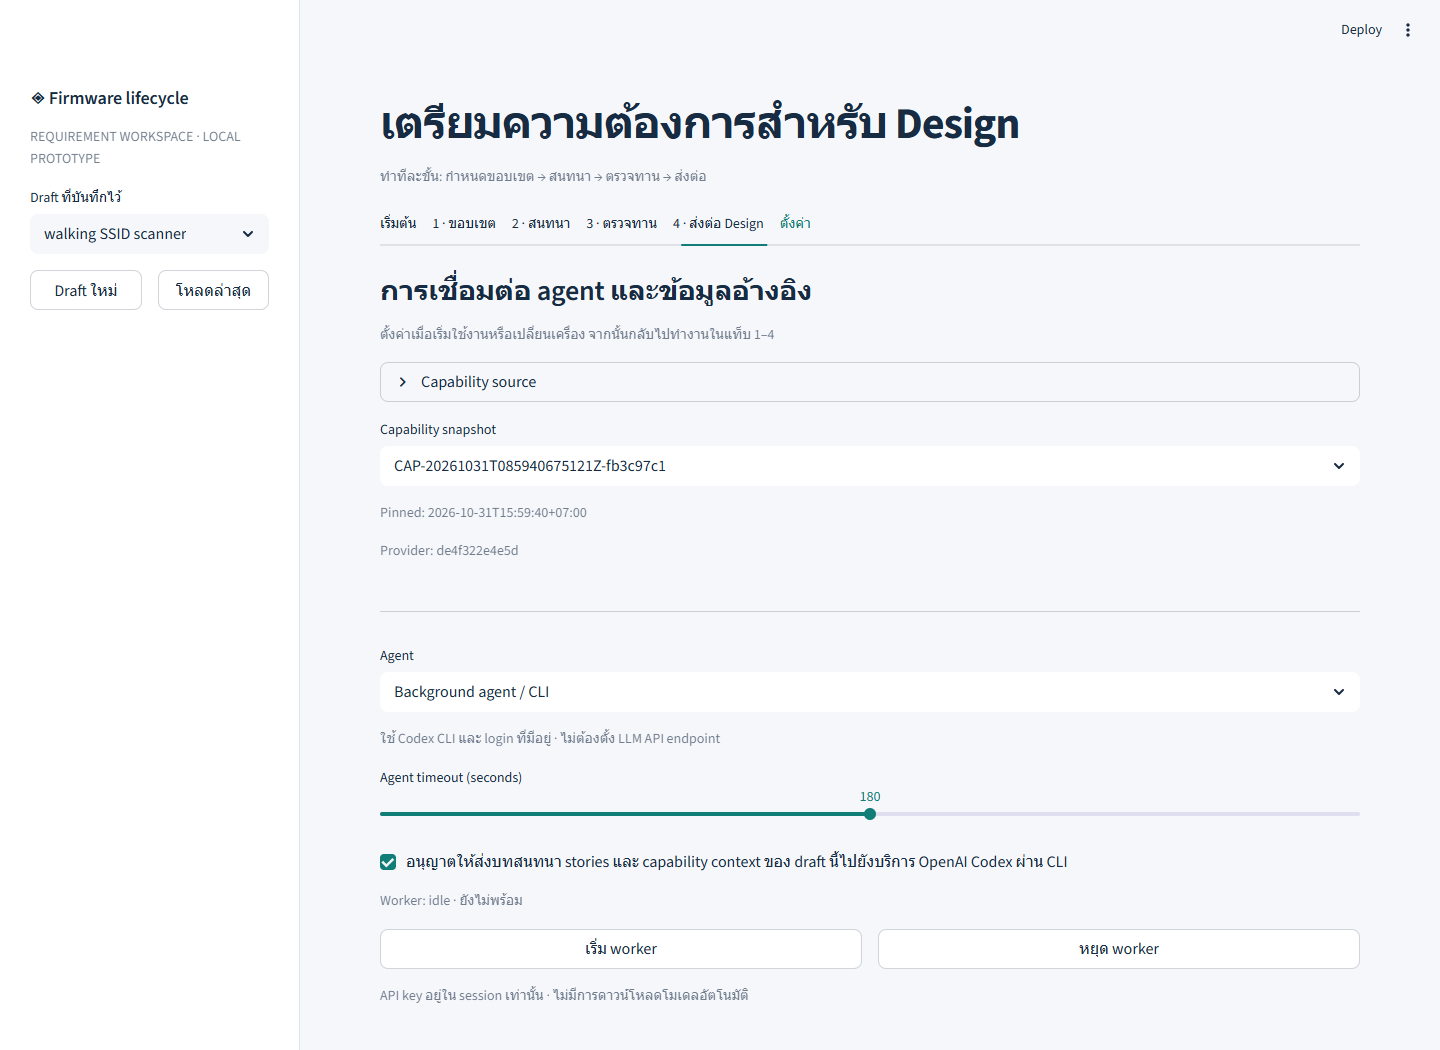 Deploy
Firmware lifecycle
REQUIREMENT WORKSPACE · LOCAL
PROTOTYPE
Draft ที่บันทึกไว้
walking SSID scanner
Draft ใหม่
โหลดล่าสุด
เตรียมความต้องการสำหรับ Design
ทำทีละขั้น: กำหนดขอบเขต → สนทนา → ตรวจทาน → ส่งต่อ
เริ่มต้น
1 · ขอบเขต
2 · สนทนา
3 · ตรวจทาน
4 · ส่งต่อ Design
ตั้งค่า
การเชื่อมต่อ agent และข้อมูลอ้างอิง
ตั้งค่าเมื่อเริ่มใช้งานหรือเปลี่ยนเครื่อง จากนั้นกลับไปทำงานในแท็บ 1–4
Capability source
Capability snapshot
CAP-20261031T085940675121Z-fb3c97c1
Pinned: 2026-10-31T15:59:40+07:00
Provider: de4f322e4e5d
Agent
Background agent / CLI
ใช้ Codex CLI และ login ที่มีอยู่ · ไม่ต้องตั้ง LLM API endpoint
Agent timeout (seconds)
180
อนุญาตให้ส่งบทสนทนา stories และ capability context ของ draft นี้ไปยังบริการ OpenAI Codex ผ่าน CLI
Worker: idle · ยังไม่พร้อม
เริ่ม worker
หยุด worker
API key อยู่ใน session เท่านั้น · ไม่มีการดาวน์โหลดโมเดลอัตโนมัติ